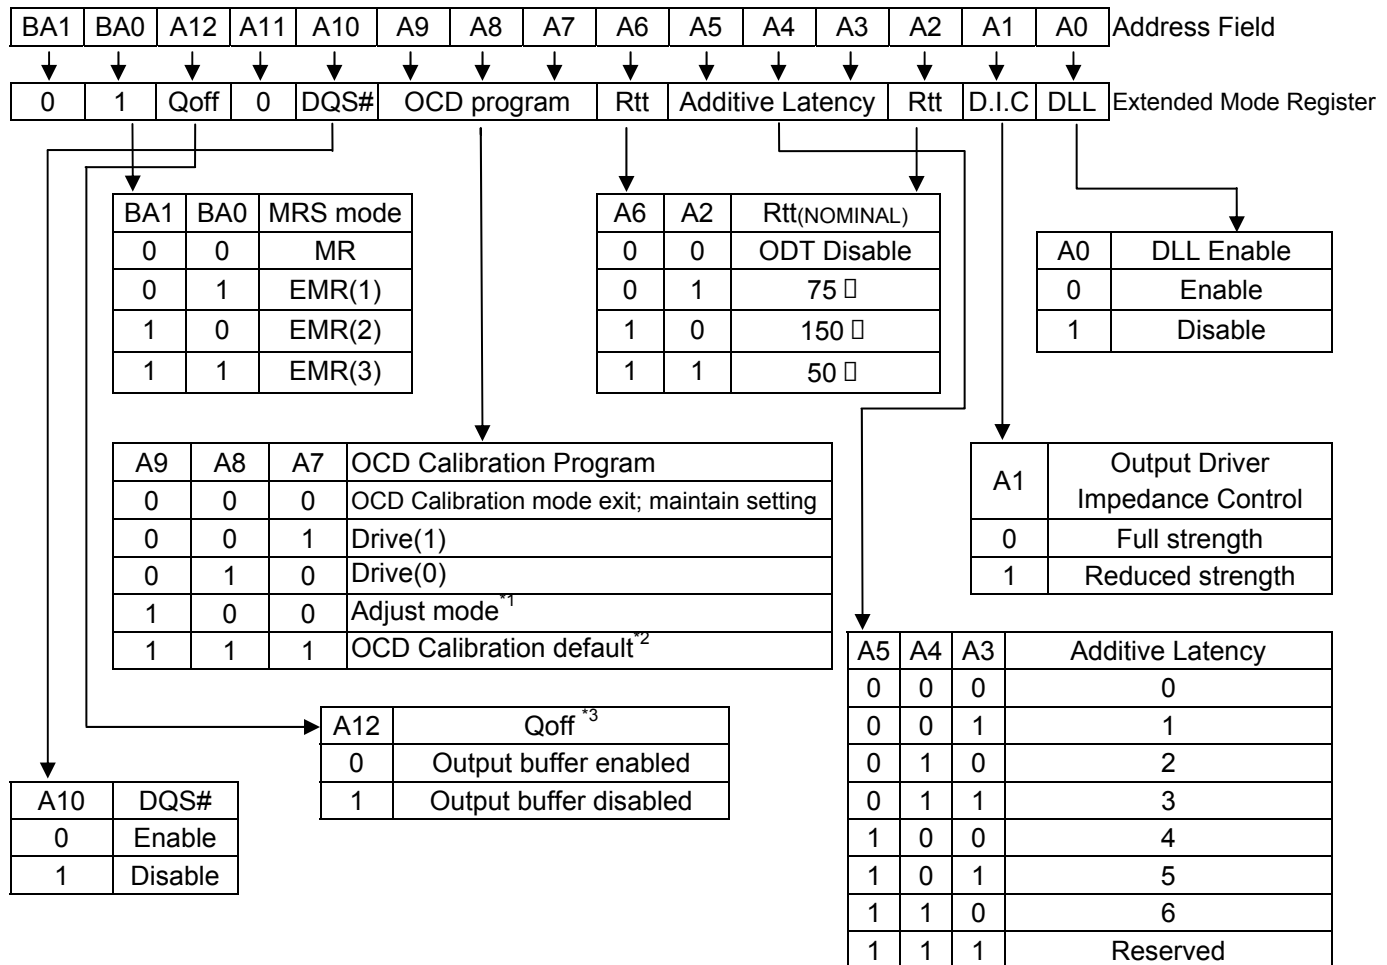 BA1 BA0 A12 A11 A10 A9 A8 A7 A6 A5 A4 A3 A2 A1 A0 Address Field
0 1 Qoff 0 DQS# OCD program Rtt Additive Latency Rtt D.I.C DLL Extended Mode Register
BA1 BA0 MRS mode
0 0 MR
0 1 EMR(1)
1 0 EMR(2)
1 1 EMR(3)
A6 A2 Rtt(NOMINAL)
0 0 ODT Disable
0 1 75 ▯
1 0 150 ▯
1 1 50 ▯
A0 DLL Enable
0 Enable
1 Disable
A9 A8 A7 OCD Calibration Program
0 0 0 OCD Calibration mode exit; maintain setting
0 0 1 Drive(1)
0 1 0 Drive(0)
1 0 0 Adjust mode*1
1 1 1 OCD Calibration default*2
A1 Output Driver
Impedance Control
0 Full strength
1 Reduced strength
A12 Qoff *3
0 Output buffer enabled
1 Output buffer disabled
A10 DQS#
0 Enable
1 Disable
A5 A4 A3 Additive Latency
0 0 0 0
0 0 1 1
0 1 0 2
0 1 1 3
1 0 0 4
1 0 1 5
1 1 0 6
1 1 1 Reserved